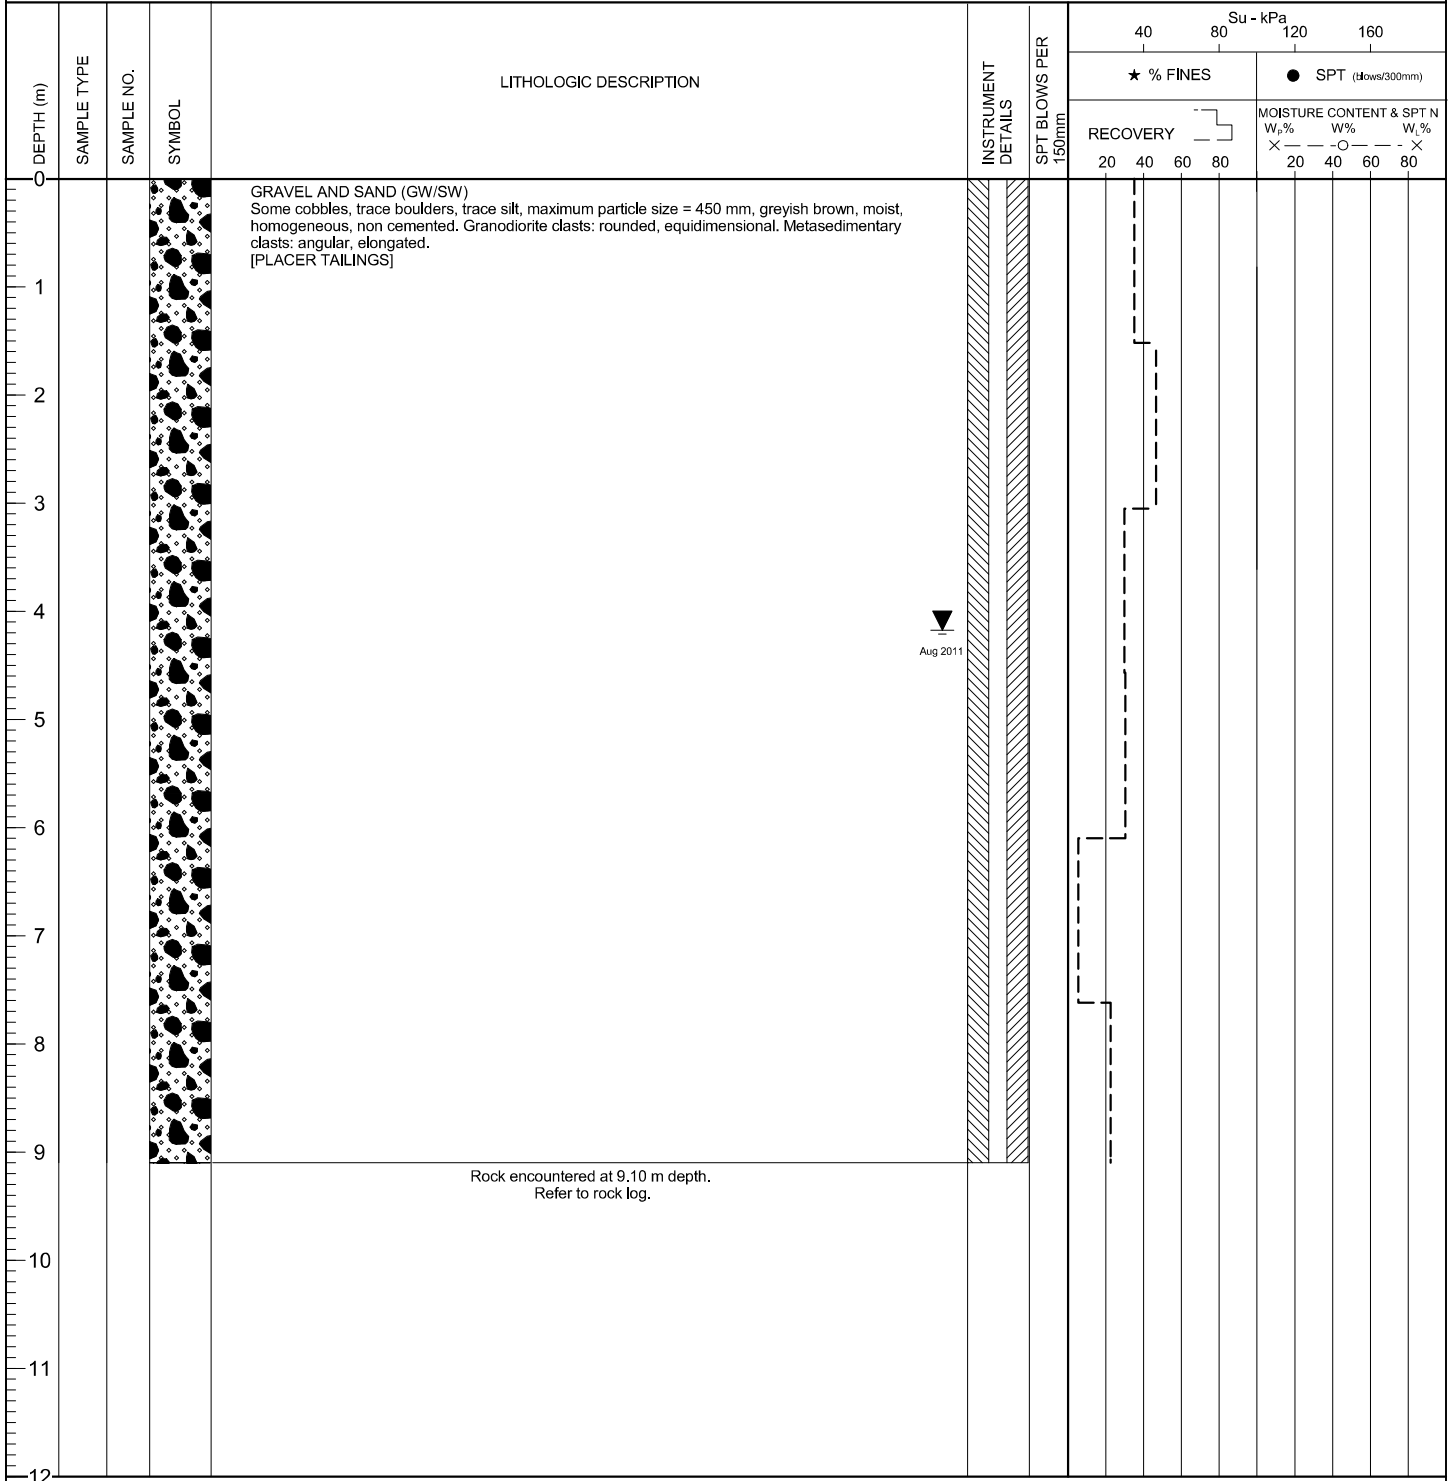 DEPTH (m)
SAMPLE TYPE
SAMPLE NO.
SYMBOL
LITHOLOGIC DESCRIPTION
INSTRUMENT
DETAILS
SPT BLOWS PER
150mm
Su - kPa
40 80 120 160
★ % FINES
● SPT (blows/300mm)
RECOVERY
MOISTURE CONTENT & SPT N
WP% W% WL%
20 40 60 80 20 40 60 80
0
GRAVEL AND SAND (GW/SW)
Some cobbles, trace boulders, trace silt, maximum particle size = 450 mm, greyish brown, moist,
homogeneous, non cemented. Granodiorite clasts: rounded, equidimensional. Metasedimentary
clasts: angular, elongated.
[PLACER TAILINGS]
1
2
3
4
Aug 2011
5
6
7
8
9
Rock encountered at 9.10 m depth.
Refer to rock log.
10
11
12